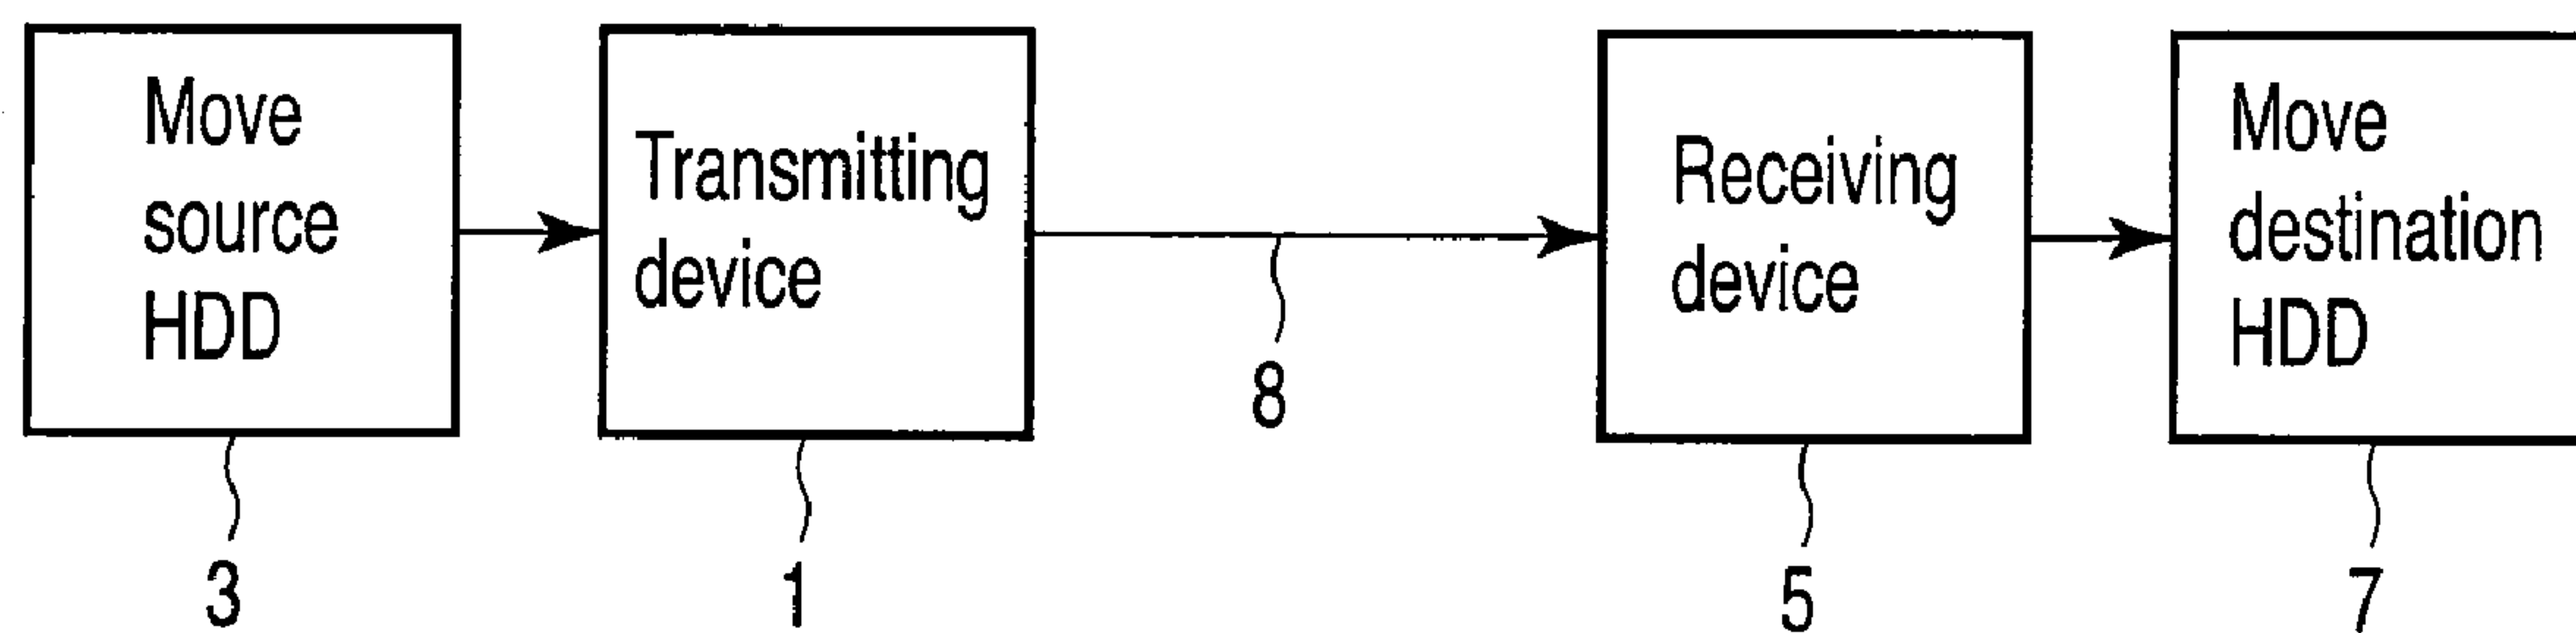 Move
source
HDD
Transmitting
device
Receiving
device
Move
destination
HDD
8
3
1
5
7